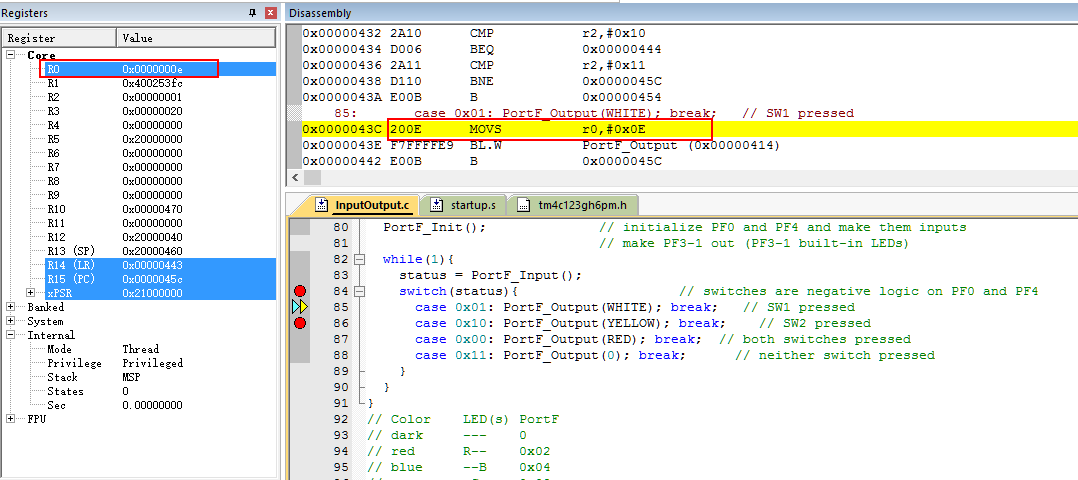 Registers
Register Value
Core
R0 0x0000000e
R1 0x400253fc
R2 0x00000001
R3 0x00000020
R4 0x00000000
R5 0x20000000
R6 0x00000000
R7 0x00000000
R8 0x00000000
R9 0x00000000
R10 0x00000470
R11 0x00000000
R12 0x20000040
R13 (SP) 0x20000460
R14 (LR) 0x00000443
R15 (PC) 0x0000045c
xPSR 0x21000000
Banked
System
Internal
Mode Thread
Privilege Privileged
Stack MSP
States 0
Sec 0.00000000
FPU
Disassembly
0x00000432 2A10 CMP r2,#0x10
0x00000434 D006 BEQ 0x00000444
0x00000436 2A11 CMP r2,#0x11
0x00000438 D110 BNE 0x0000045C
0x0000043A E00B B 0x00000454
85: case 0x01: PortF_Output(WHITE); break; // SW1 pressed
0x0000043C 200E MOVS r0,#0x0E
0x0000043E F7FFFFE9 BL.W PortF_Output (0x00000414)
0x00000442 E00B B 0x0000045C
InputOutput.c startup.s tm4c123gh6pm.h
80 PortF_Init(); // initialize PF0 and PF4 and make them inputs
81 // make PF3-1 out (PF3-1 built-in LEDs)
82 while(1){
83 status = PortF_Input();
84 switch(status){ // switches are negative logic on PF0 and PF4
85 case 0x01: PortF_Output(WHITE); break; // SW1 pressed
86 case 0x10: PortF_Output(YELLOW); break; // SW2 pressed
87 case 0x00: PortF_Output(RED); break; // both switches pressed
88 case 0x11: PortF_Output(0); break; // neither switch pressed
89 }
90 }
91 }
92 // Color LED(s) PortF
93 // dark --- 0
94 // red R-- 0x02
95 // blue --B 0x04